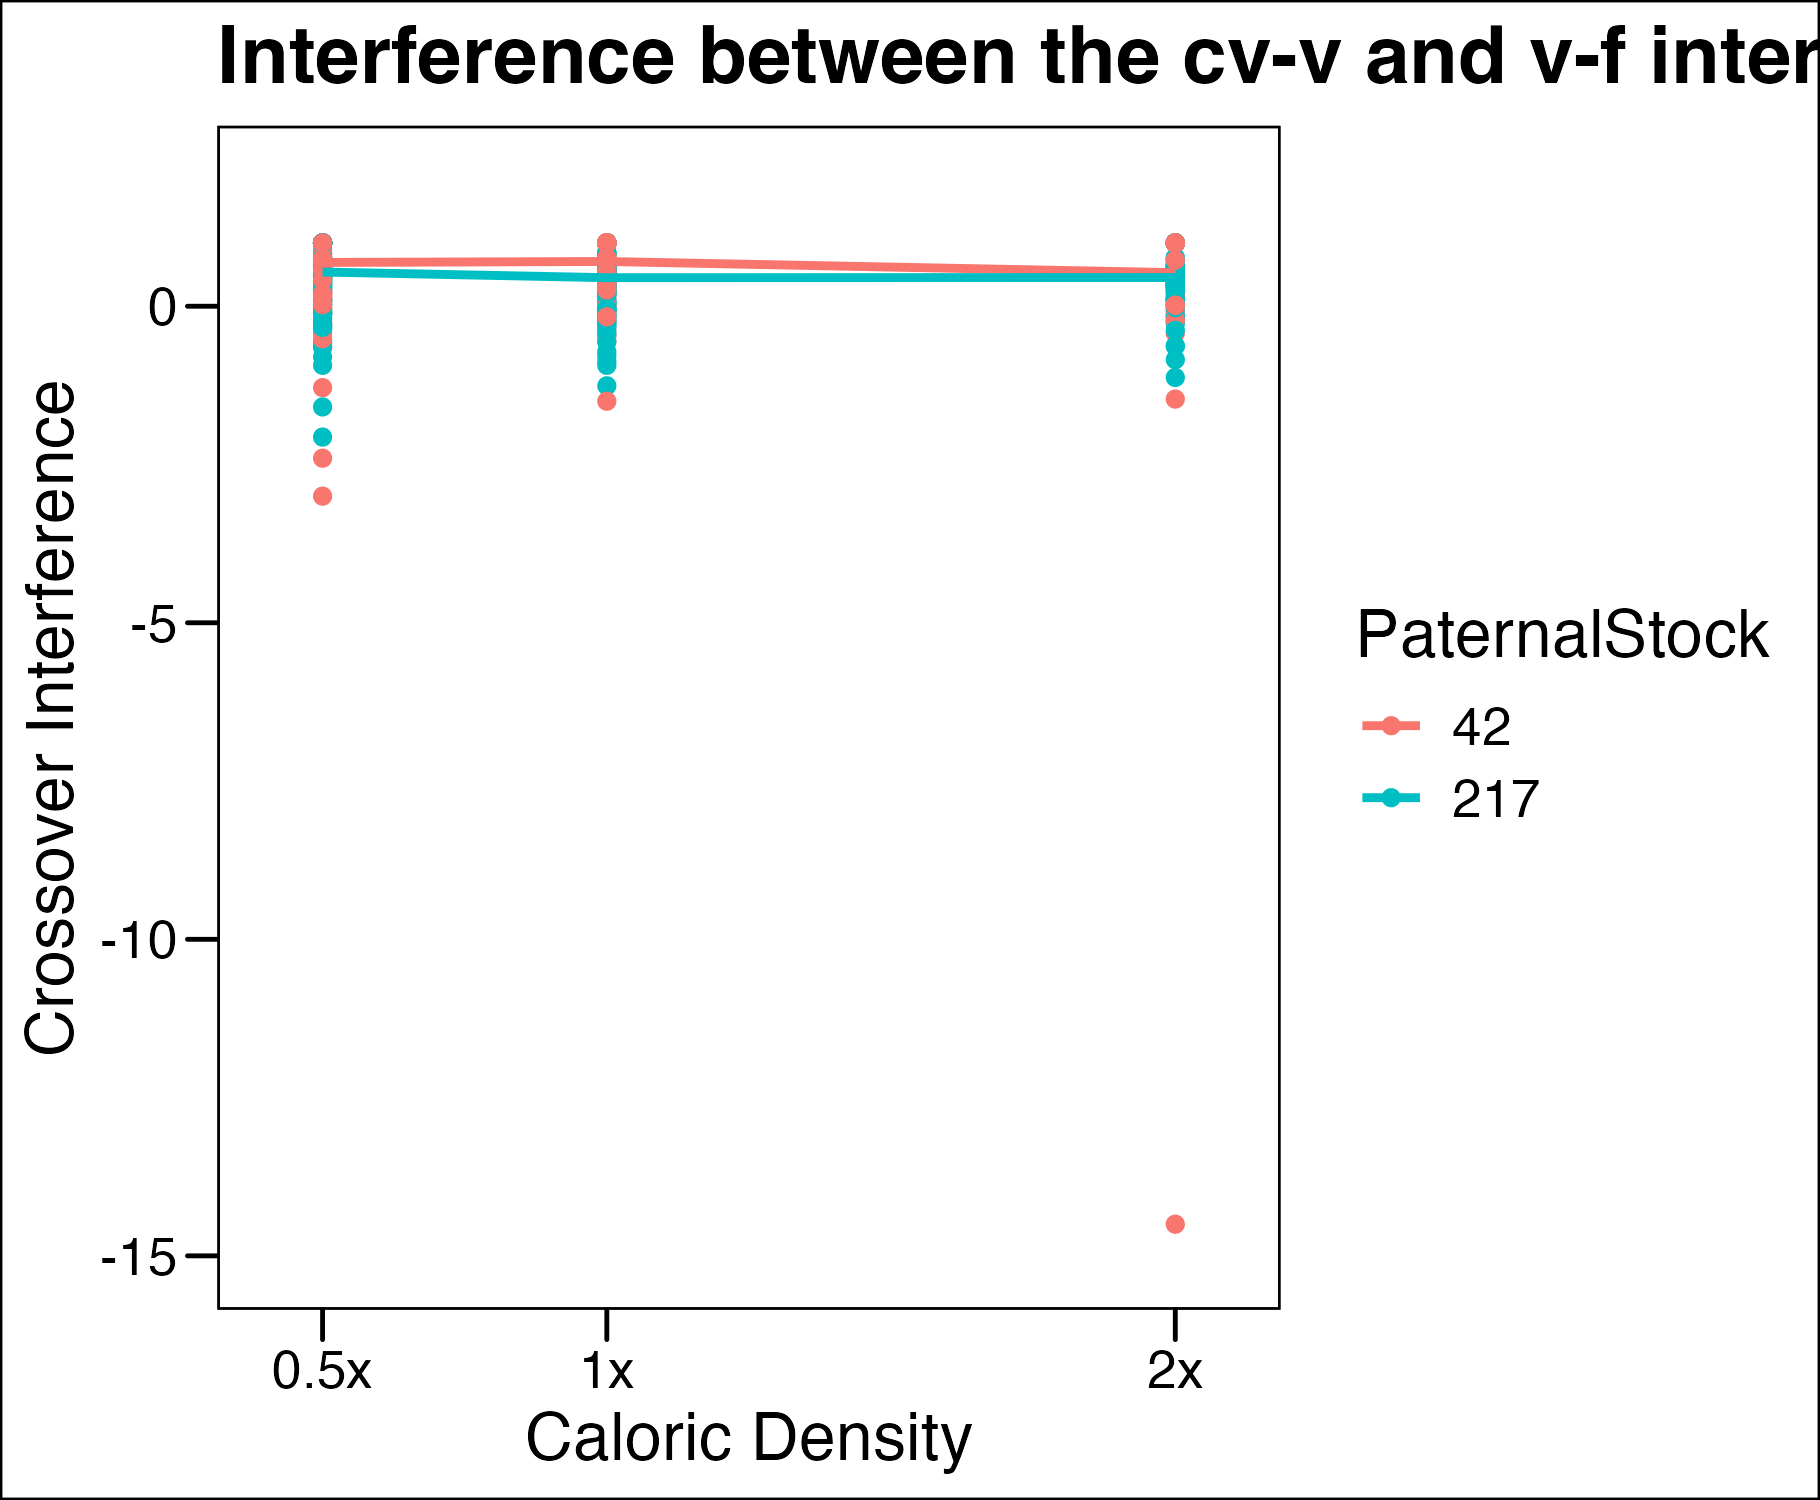 Interference between the cv-v and v-f inter
Crossover Interference
0
-5
-10
-15
0.5x
1x
2x
Caloric Density
PaternalStock
42
217